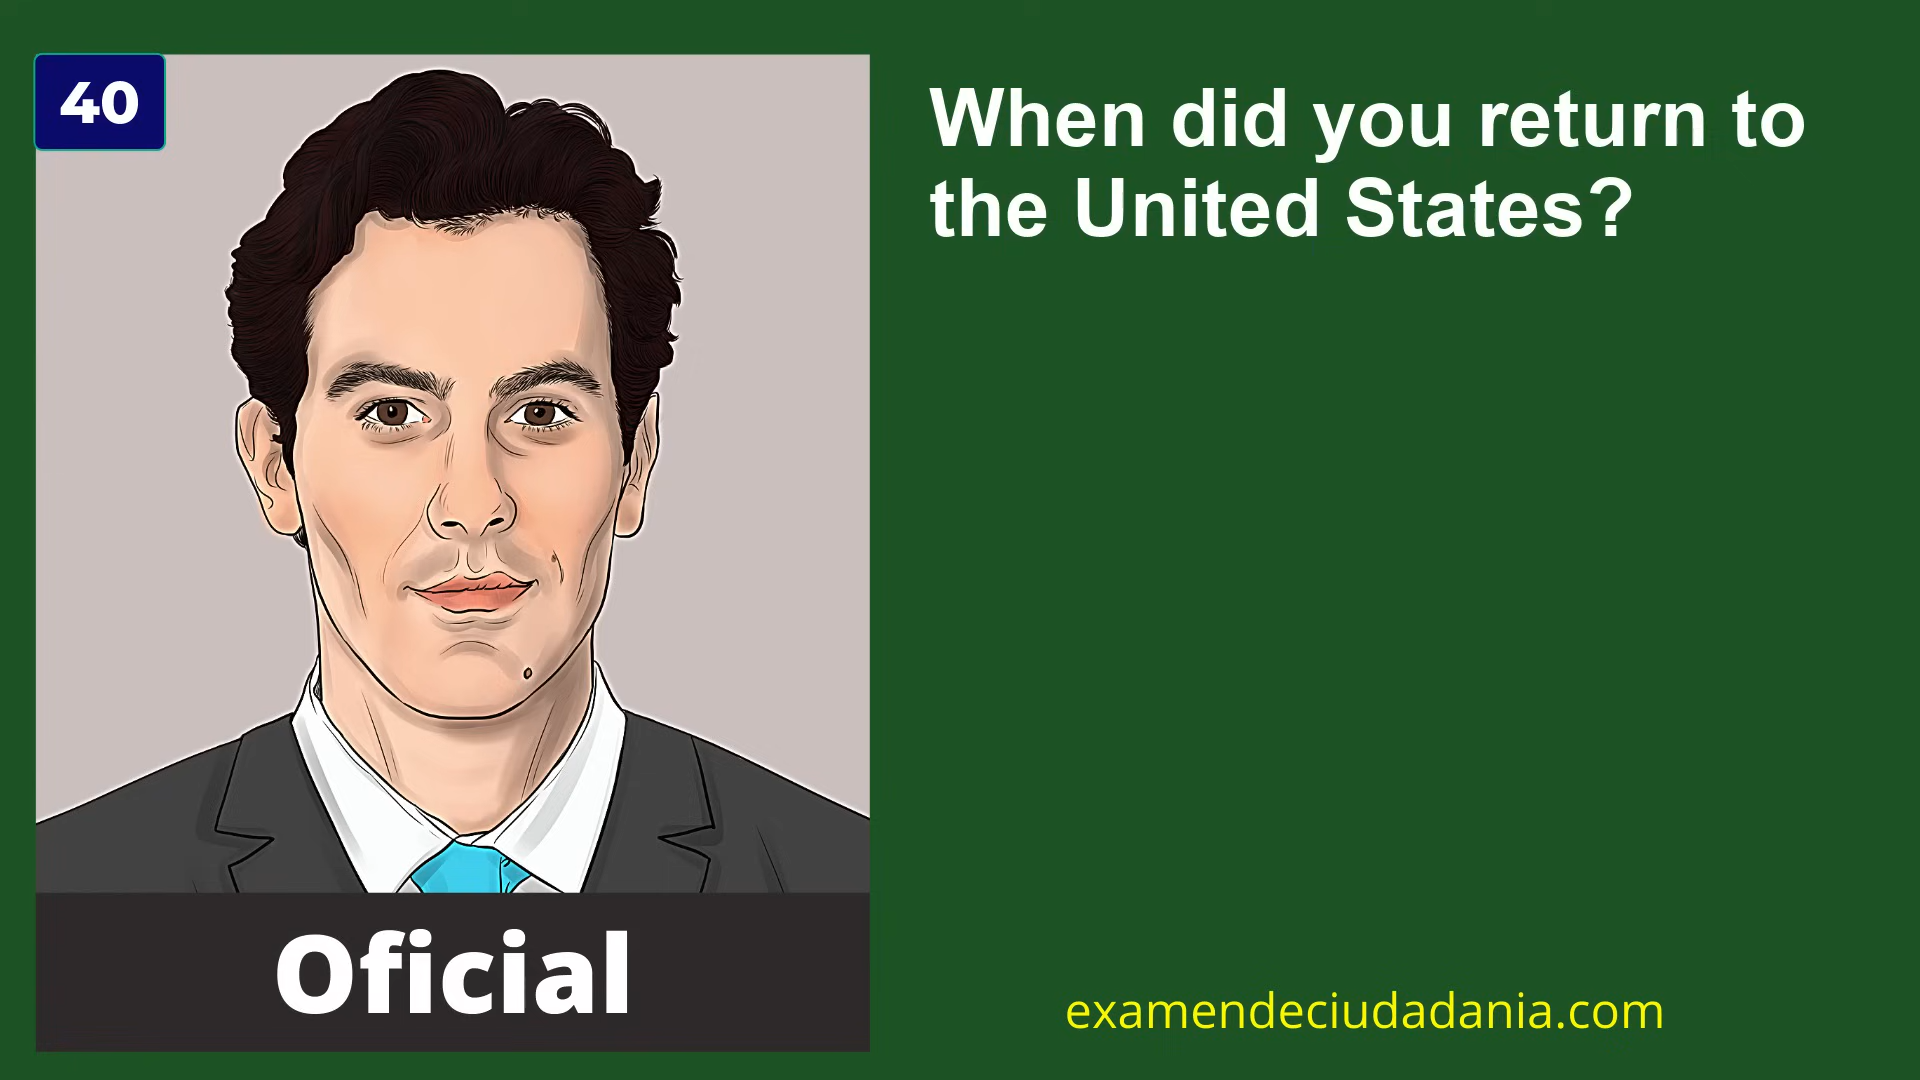 40
When did you return to
the United States?
Oficial
examendeciudadania.com